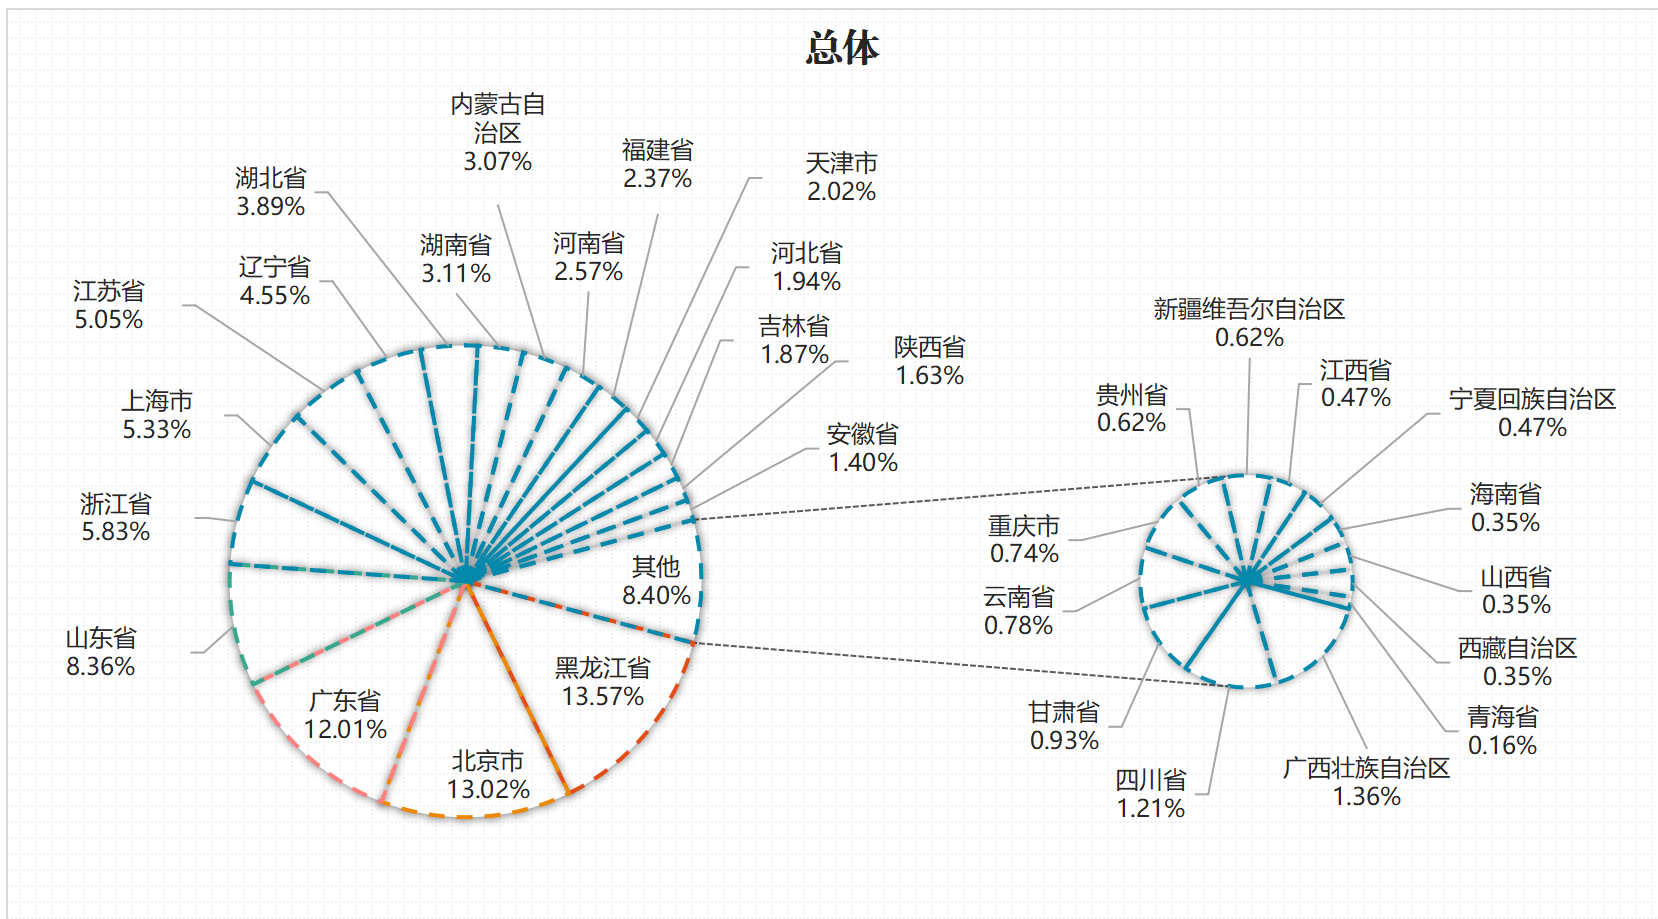 总体
内蒙古自
治区
3.07%
福建省
2.37%
天津市
2.02%
湖北省
3.89%
湖南省
3.11%
河南省
2.57%
河北省
1.94%
辽宁省
4.55%
江苏省
5.05%
吉林省
1.87%
陕西省
1.63%
上海市
5.33%
安徽省
1.40%
浙江省
5.83%
其他
8.40%
山东省
8.36%
黑龙江省
13.57%
广东省
12.01%
北京市
13.02%
新疆维吾尔自治区
0.62%
江西省
0.47%
贵州省
0.62%
宁夏回族自治区
0.47%
海南省
0.35%
重庆市
0.74%
山西省
0.35%
云南省
0.78%
西藏自治区
0.35%
甘肃省
0.93%
青海省
0.16%
四川省
1.21%
广西壮族自治区
1.36%